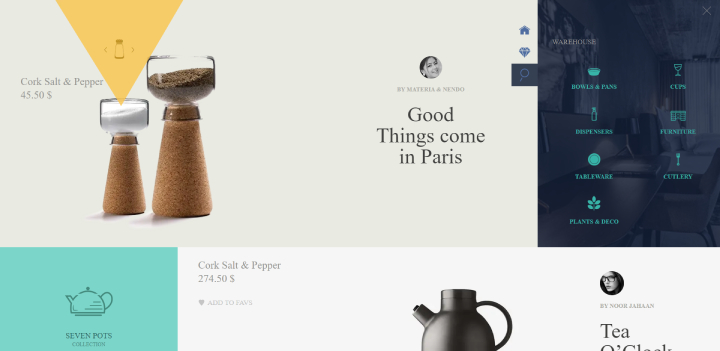 Cork Salt & Pepper
45.50 $
BY MATERIA & NENDO
Good
Things come
in Paris
WAREHOUSE
BOWLS & PANS
CUPS
DISPENSERS
FURNITURE
TABLEWARE
CUTLERY
PLANTS & DECO
SEVEN POTS
COLLECTION
Cork Salt & Pepper
274.50 $
ADD TO FAVS
BY NOOR JAHAAN
Tea
O'Clock